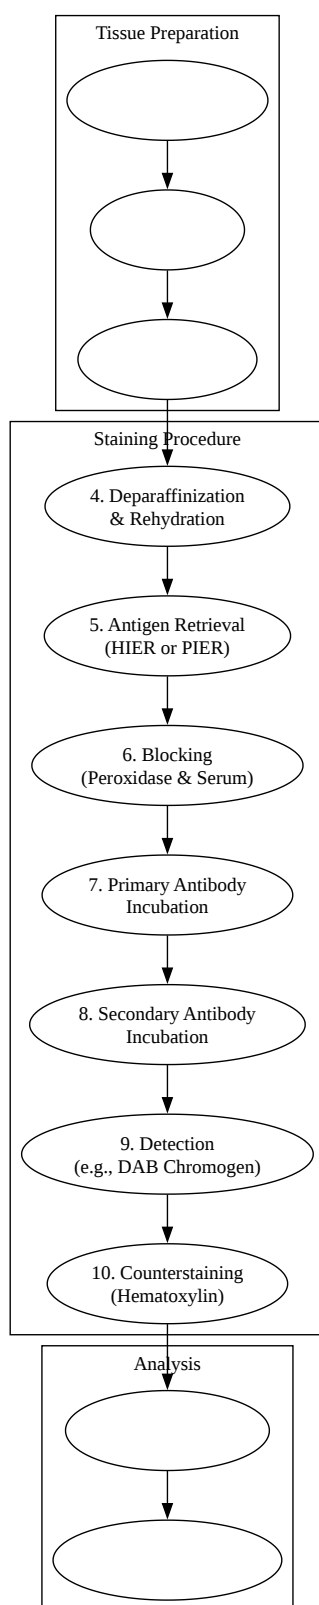 Tissue Preparation
Staining Procedure
4. Deparaffinization
& Rehydration
5. Antigen Retrieval
(HIER or PIER)
6. Blocking
(Peroxidase & Serum)
7. Primary Antibody
Incubation
8. Secondary Antibody
Incubation
9. Detection
(e.g., DAB Chromogen)
10. Counterstaining
(Hematoxylin)
Analysis